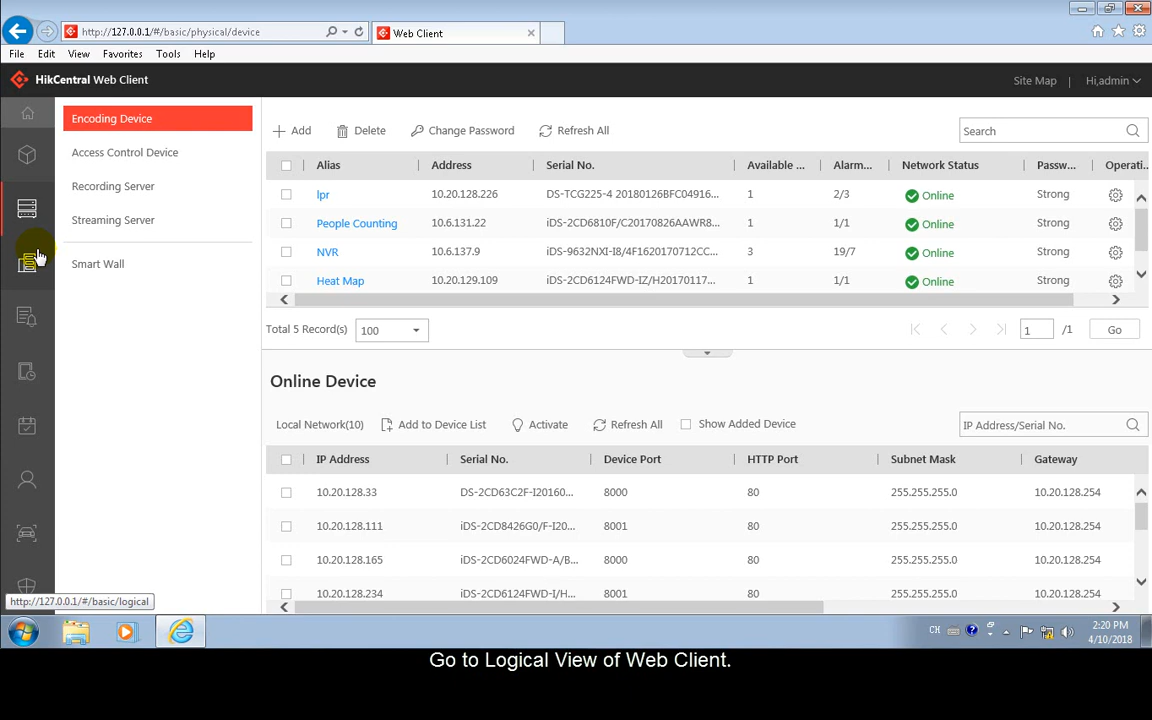 http://127.0.0.1/#/basic/physical/device
Web Client
File Edit View Favorites Tools Help
HikCentral Web Client
Site Map | Hi,admin
Encoding Device
Access Control Device
Recording Server
Streaming Server
Smart Wall
Add Delete Change Password Refresh All Search
Alias Address Serial No. Available ... Alarm... Network Status Passw... Operati...
lpr 10.20.128.226 DS-TCG225-4 20180126BFC04916... 1 2/3 Online Strong
People Counting 10.6.131.22 iDS-2CD6810F/C20170826AAWR8... 1 1/1 Online Strong
NVR 10.6.137.9 iDS-9632NXI-I8/4F1620170712CC... 3 19/7 Online Strong
Heat Map 10.20.129.109 iDS-2CD6124FWD-IZ/H20170117... 1 1/1 Online Strong
Total 5 Record(s) 100 1 /1 Go
Online Device
Local Network(10) Add to Device List Activate Refresh All Show Added Device IP Address/Serial No.
IP Address Serial No. Device Port HTTP Port Subnet Mask Gateway
10.20.128.33 DS-2CD63C2F-I20160... 8000 80 255.255.255.0 10.20.128.254
10.20.128.111 iDS-2CD8426G0/F-I20... 8001 80 255.255.255.0 10.20.128.254
10.20.128.165 iDS-2CD6024FWD-A/B... 8000 80 255.255.255.0 10.20.128.254
10.20.128.234 iDS-2CD6124FWD-I/H... 8001 80 255.255.255.0 10.20.128.254
http://127.0.0.1/#/basic/logical
CH 2:20 PM
4/10/2018
Go to Logical View of Web Client.